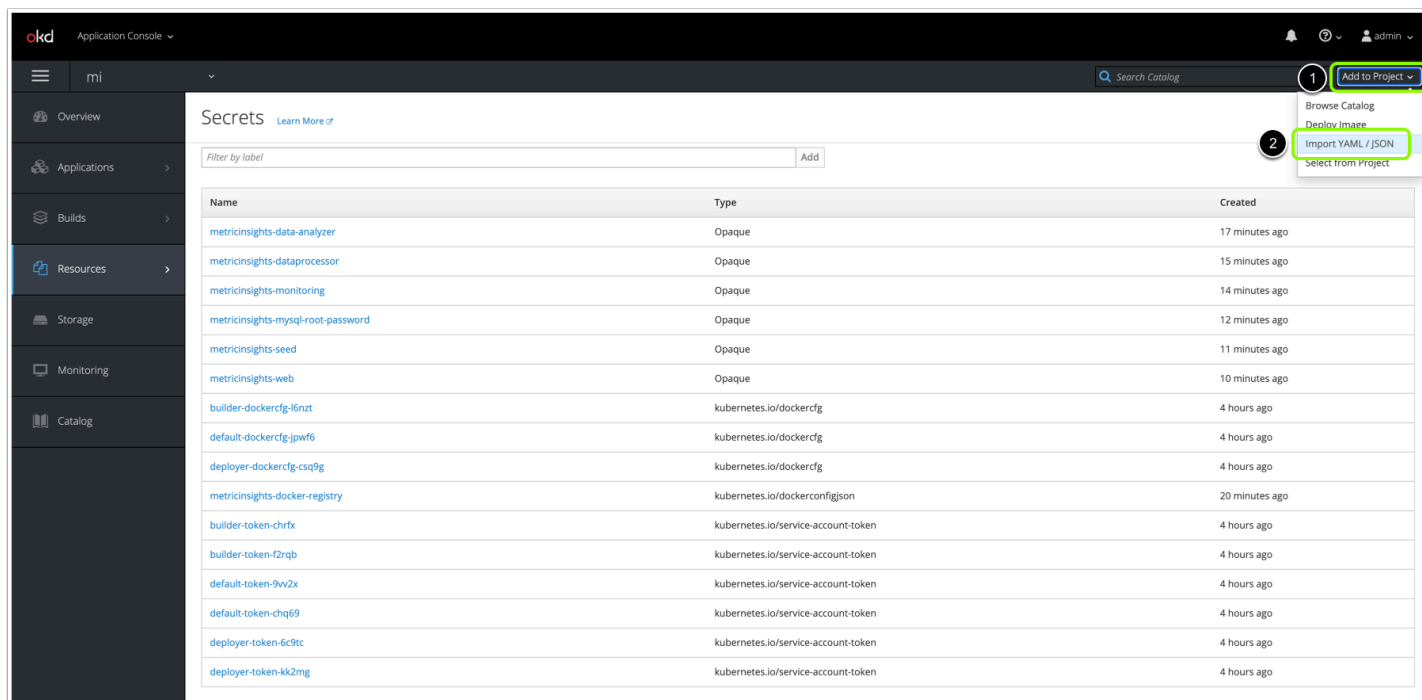 okd Application Console admin
mi Search Catalog 1 Add to Project
Browse Catalog
Deploy Image
2 Import YAML / JSON
Select from Project
Overview
Applications
Builds
Resources
Storage
Monitoring
Catalog
Secrets Learn More
Filter by label Add
Name Type Created
metricinsights-data-analyzer Opaque 17 minutes ago
metricinsights-dataprocessor Opaque 15 minutes ago
metricinsights-monitoring Opaque 14 minutes ago
metricinsights-mysql-root-password Opaque 12 minutes ago
metricinsights-seed Opaque 11 minutes ago
metricinsights-web Opaque 10 minutes ago
builder-dockercfg-l6nzt kubernetes.io/dockercfg 4 hours ago
default-dockercfg-jpwf6 kubernetes.io/dockercfg 4 hours ago
deployer-dockercfg-csq9g kubernetes.io/dockercfg 4 hours ago
metricinsights-docker-registry kubernetes.io/dockerconfigjson 20 minutes ago
builder-token-chrfx kubernetes.io/service-account-token 4 hours ago
builder-token-f2rqb kubernetes.io/service-account-token 4 hours ago
default-token-9vv2x kubernetes.io/service-account-token 4 hours ago
default-token-chq69 kubernetes.io/service-account-token 4 hours ago
deployer-token-6c9tc kubernetes.io/service-account-token 4 hours ago
deployer-token-kk2mg kubernetes.io/service-account-token 4 hours ago